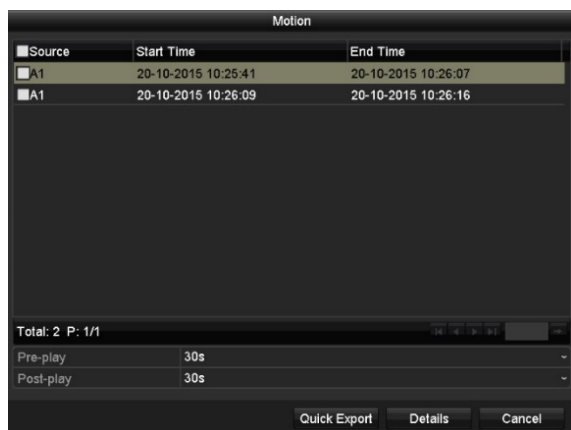 Motion
Source Start Time End Time
A1 20-10-2015 10:25:41 20-10-2015 10:26:07
A1 20-10-2015 10:26:09 20-10-2015 10:26:16
Total: 2 P: 1/1
Pre-play 30s
Post-play 30s
Quick Export Details Cancel